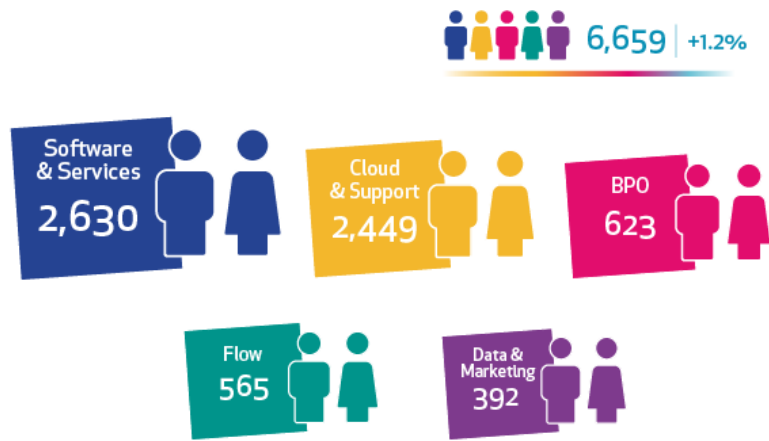 6,659 +1.2%
Software
& Services
2,630
Cloud
& Support
2,449
BPO
623
Flow
565
Data &
Marketing
392